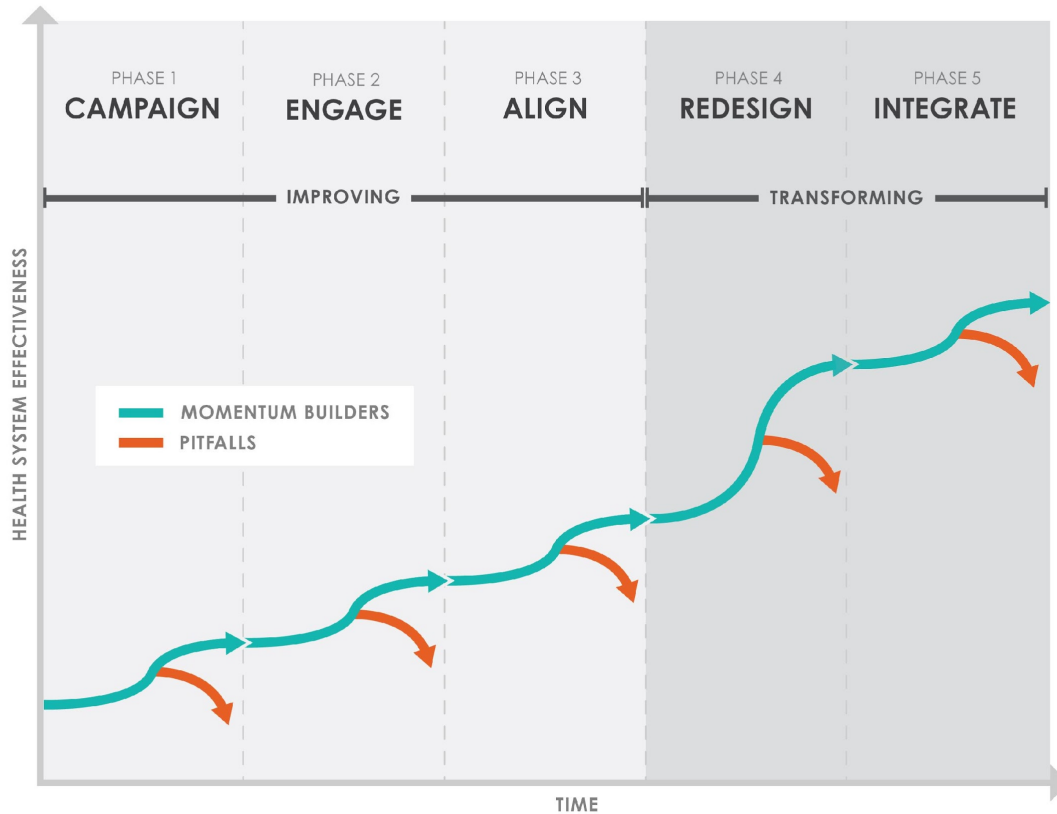 PHASE 1
CAMPAIGN
PHASE 2
ENGAGE
PHASE 3
ALIGN
PHASE 4
REDESIGN
PHASE 5
INTEGRATE
IMPROVING
TRANSFORMING
HEALTH SYSTEM EFFECTIVENESS
MOMENTUM BUILDERS
PITFALLS
TIME